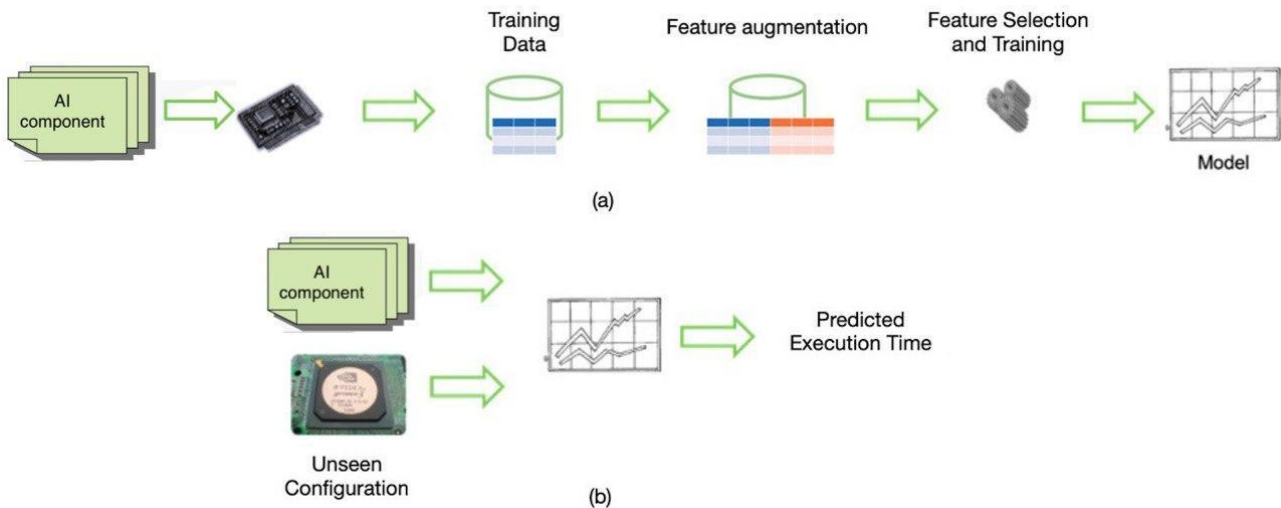 Training
Data
Feature augmentation
Feature Selection
and Training
AI
component
Model
(a)
AI
component
Predicted
Execution Time
Unseen
Configuration
(b)